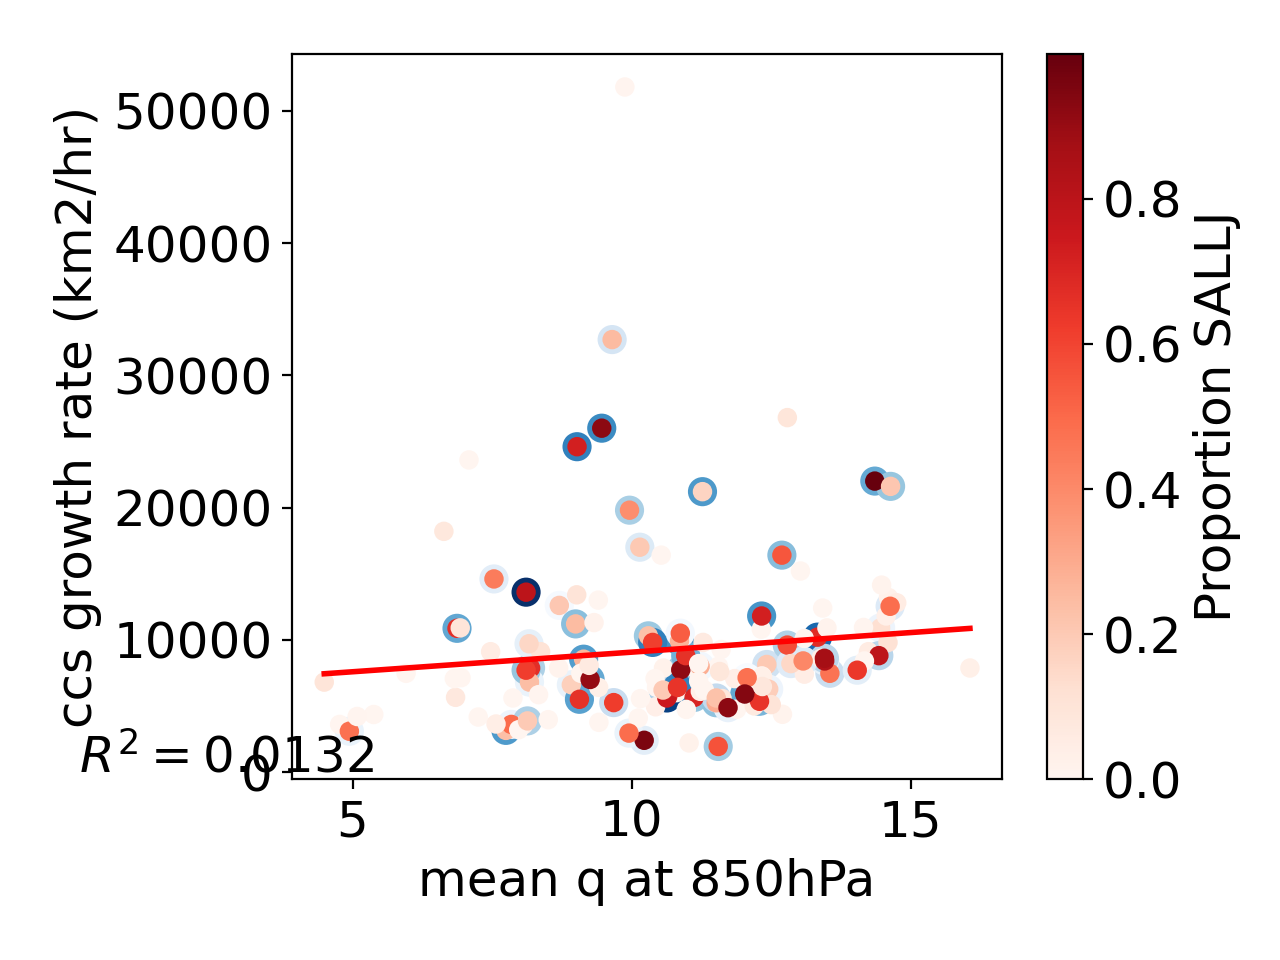 50000
40000
30000
20000
10000
0
ccs growth rate (km2/hr)
R² = 0.0132
5 10 15
mean q at 850hPa
0.8
0.6
0.4
0.2
0.0
Proportion SALLJ